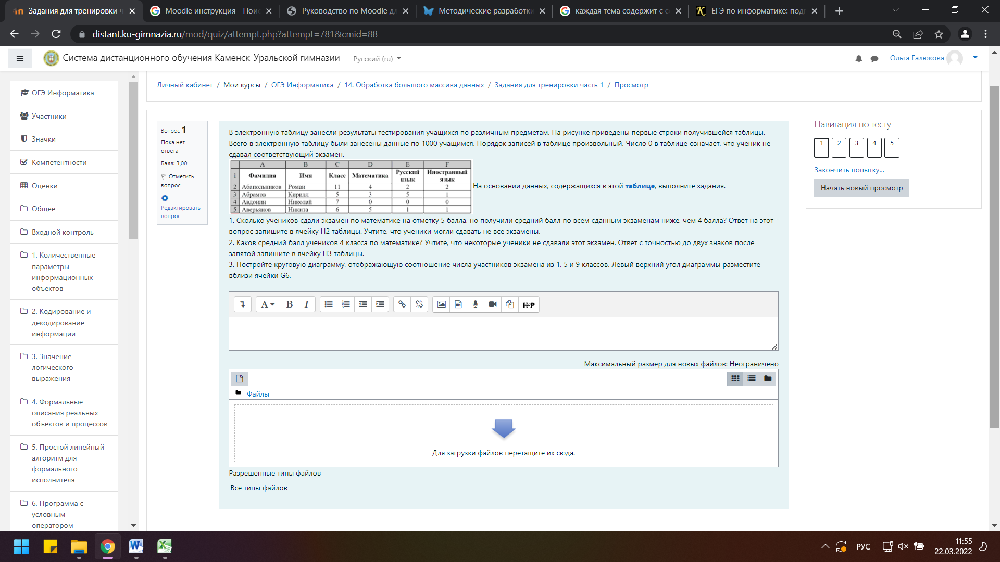 Задания для тренировки ч
Moodle инструкция - Пои
Руководство по Moodle дл
Методические разработки
каждая тема содержит с с
ЕГЭ по информатике: подг
distant.ku-gimnazia.ru/mod/quiz/attempt.php?attempt=781&cmid=88
Система дистанционного обучения Каменск-Уральской гимназии
Русский (ru)
Ольга Галюкова
Личный кабинет / Мои курсы / ОГЭ Информатика / 14. Обработка большого массива данных / Задания для тренировки часть 1 / Просмотр
ОГЭ Информатика
Участники
Значки
Компетентности
Оценки
Общее
Входной контроль
1. Количественные
параметры
информационных
объектов
2. Кодирование и
декодирование
информации
3. Значение
логического
выражения
4. Формальные
описания реальных
объектов и процессов
5. Простой линейный
алгоритм для
формального
исполнителя
6. Программа с
условным
оператором
Вопрос 1
Пока нет
ответа
Балл: 3,00
Отметить
вопрос
Редактировать
вопрос
В электронную таблицу занесли результаты тестирования учащихся по различным предметам. На рисунке приведены первые строки получившейся таблицы.
Всего в электронную таблицу были занесены данные по 1000 учащимся. Порядок записей в таблице произвольный. Число 0 в таблице означает, что ученик не
сдавал соответствующий экзамен.
A B C D E F
1 Фамилия Имя Класс Математика Русский язык Иностранный язык
2 Абапольников Роман 11 4 2 2
3 Абрамов Кирилл 5 3 5 1
4 Авдонин Николай 7 0 0 0
5 Аверьянов Никита 6 5 1 1
На основании данных, содержащихся в этой таблице, выполните задания.
1. Сколько учеников сдали экзамен по математике на отметку 5 балла, но получили средний балл по всем сданным экзаменам ниже, чем 4 балла? Ответ на этот
вопрос запишите в ячейку H2 таблицы. Учтите, что ученики могли сдавать не все экзамены.
2. Каков средний балл учеников 4 класса по математике? Учтите, что некоторые ученики не сдавали этот экзамен. Ответ с точностью до двух знаков после
запятой запишите в ячейку H3 таблицы.
3. Постройте круговую диаграмму, отображающую соотношение числа участников экзамена из 1, 5 и 9 классов. Левый верхний угол диаграммы разместите
вблизи ячейки G6.
A B I
H5P
Максимальный размер для новых файлов: Неограничено
Файлы
Для загрузки файлов перетащите их сюда.
Разрешенные типы файлов
Все типы файлов
Навигация по тесту
1 2 3 4 5
Закончить попытку...
Начать новый просмотр
РУС
11:55
22.03.2022